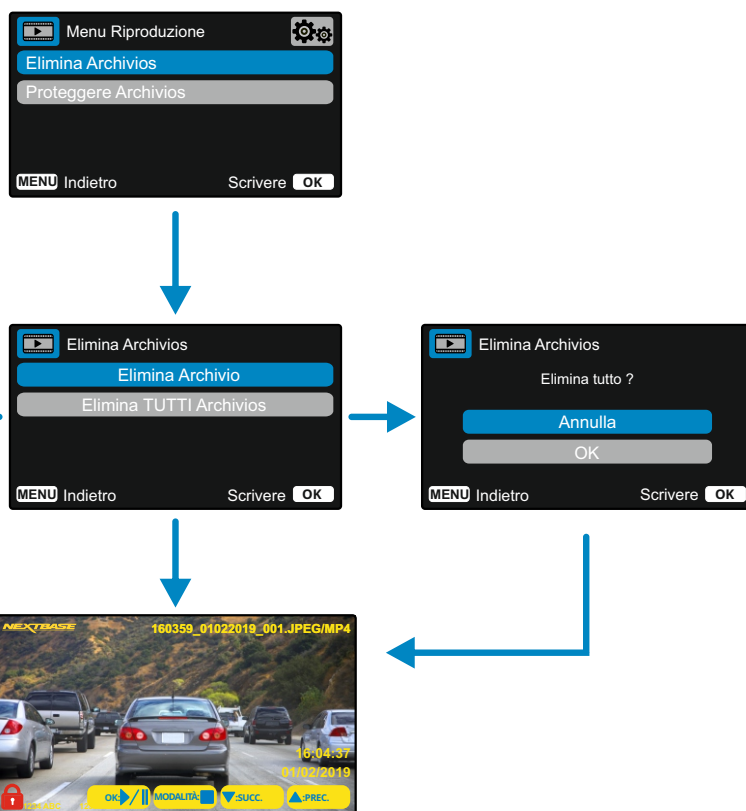 Menu Riproduzione
Elimina Archivios
Proteggere Archivios
MENU Indietro Scrivere OK
Elimina Archivios
Elimina Archivio
Elimina TUTTI Archivios
MENU Indietro Scrivere OK
Elimina Archivios
Elimina tutto ?
Annulla
OK
MENU Indietro Scrivere OK
NEXTBASE 160359_01022019_001.JPEG/MP4
16:04:37
01/02/2019
OK: MODALITÀ: :SUCC. :PREC.